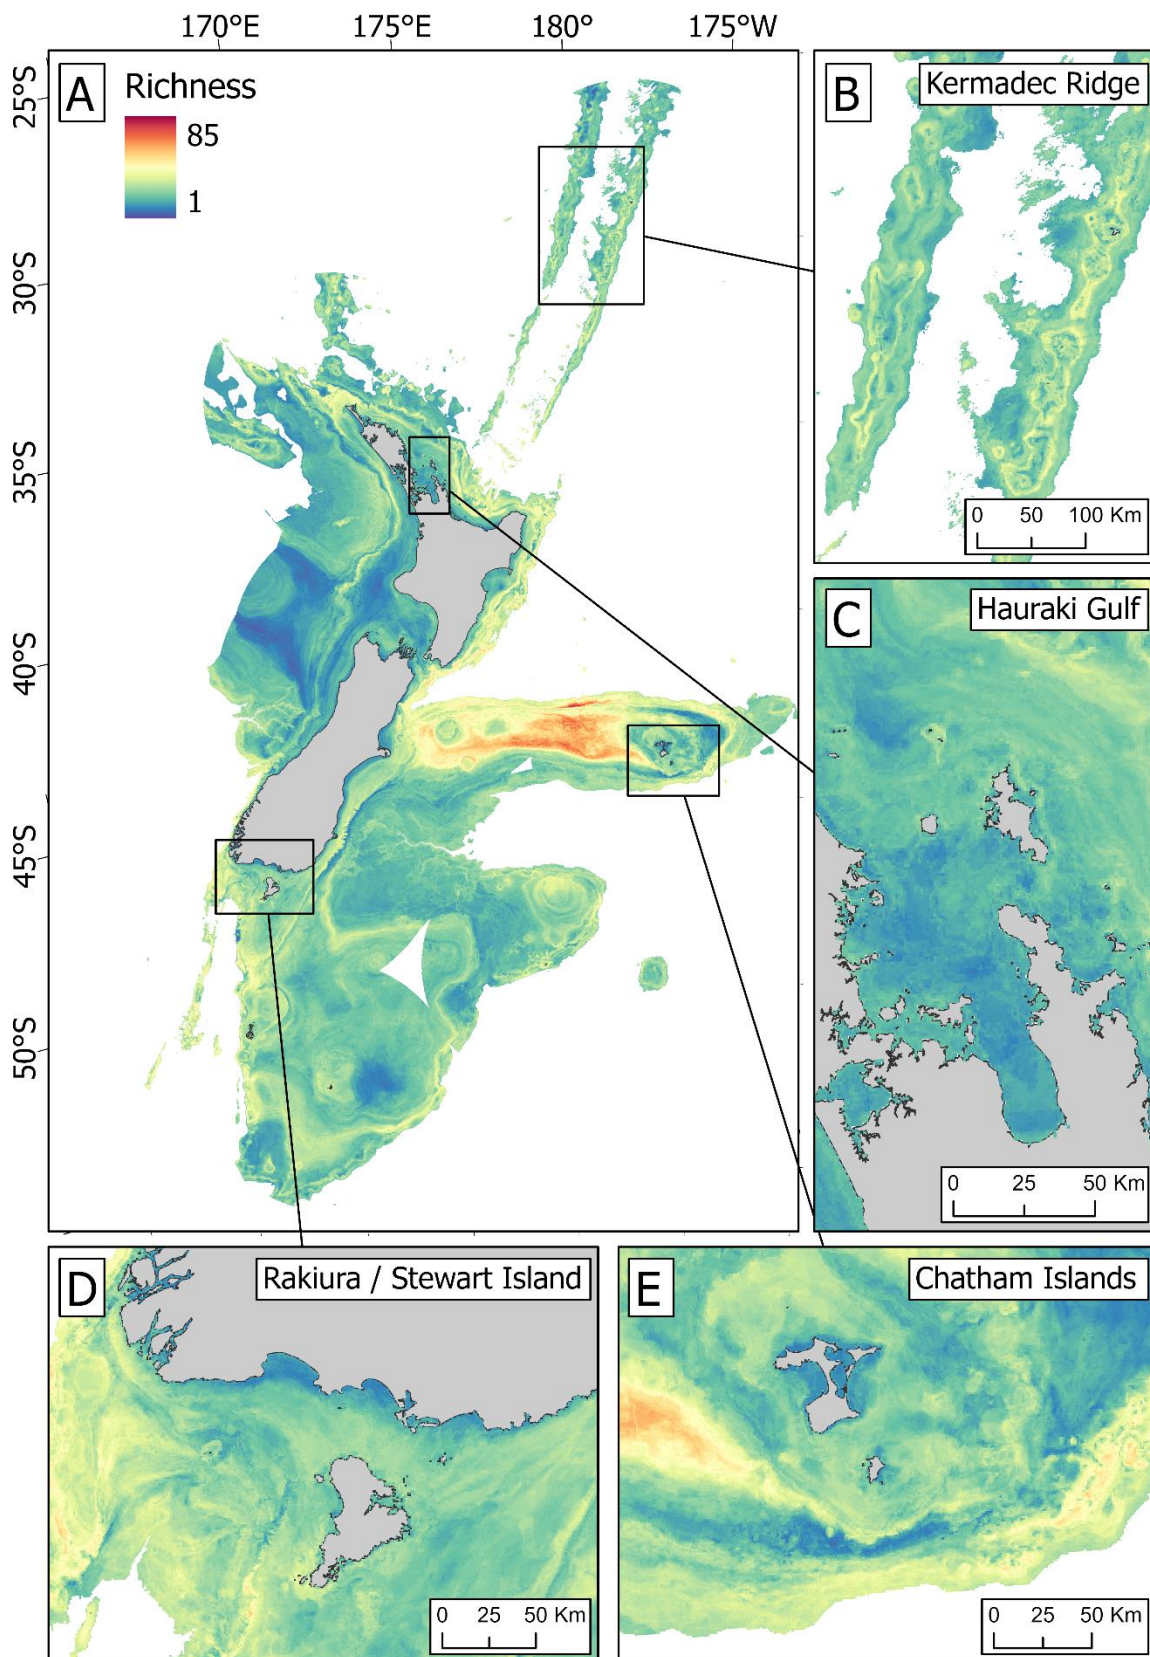 170°E 175°E 180° 175°W
A
Richness
85
1
25°S
30°S
35°S
40°S
45°S
50°S
B
Kermadec Ridge
0 50 100 Km
C
Hauraki Gulf
0 25 50 Km
D
Rakiura / Stewart Island
0 25 50 Km
E
Chatham Islands
0 25 50 Km